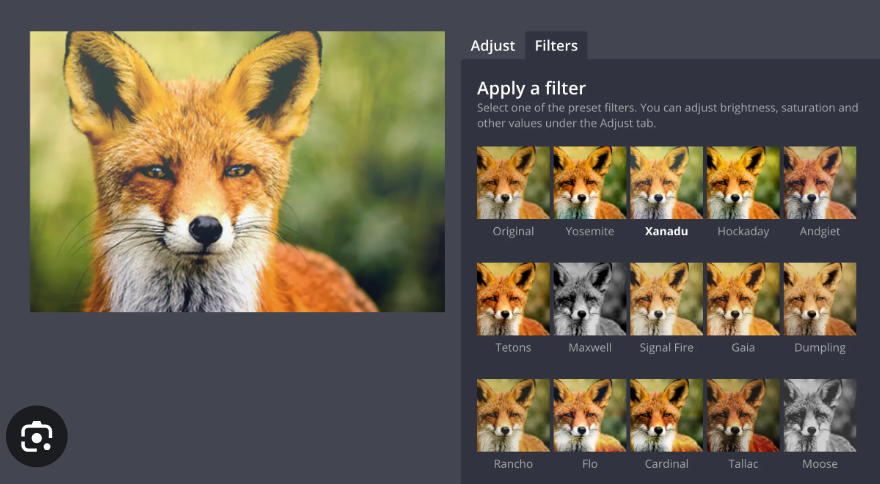 Adjust
Filters
Apply a filter
Select one of the preset filters. You can adjust brightness, saturation and
other values under the Adjust tab.
Original
Yosemite
Xanadu
Hockaday
Andgiet
Tetons
Maxwell
Signal Fire
Gaia
Dumpling
Rancho
Flo
Cardinal
Tallac
Moose